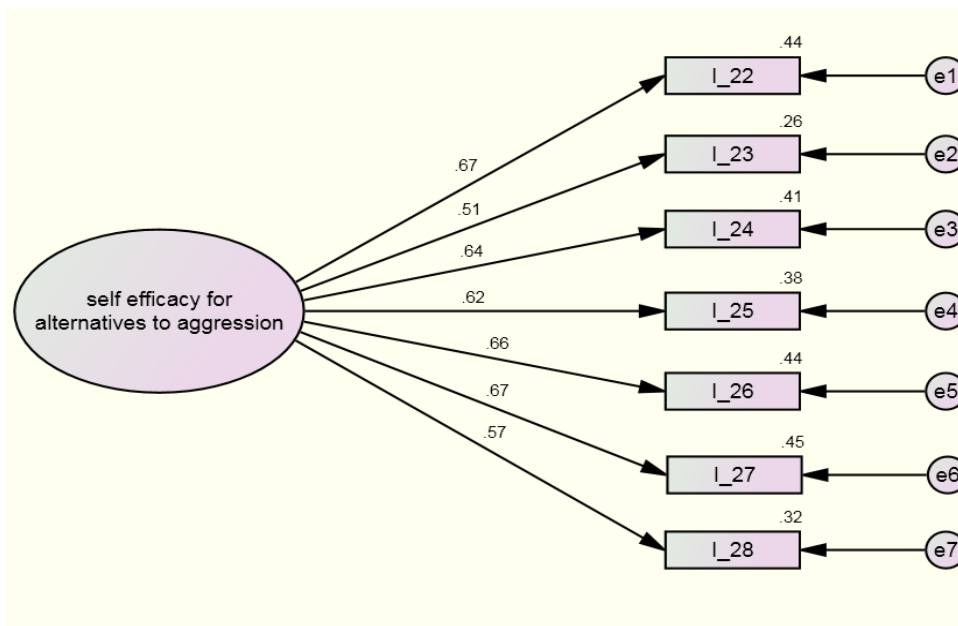 .44
I_22
e1
.67
.26
I_23
e2
.51
.41
I_24
e3
.64
.38
I_25
e4
.62
self efficacy for
alternatives to aggression
.44
I_26
e5
.66
.45
I_27
e6
.67
.32
I_28
e7
.57